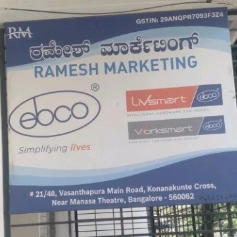 RM
GSTIN: 29ANQPR7093F3Z4
ರಮೇಶ್ ಮಾರ್ಕೆಟಿಂಗ್
RAMESH MARKETING
ebco®
Simplifying lives
Livsmart ebco
Worksmart ebco
# 21/48, Vasanthapura Main Road, Konanakunte Cross,
Near Manasa Theatre, Bangalore - 560062